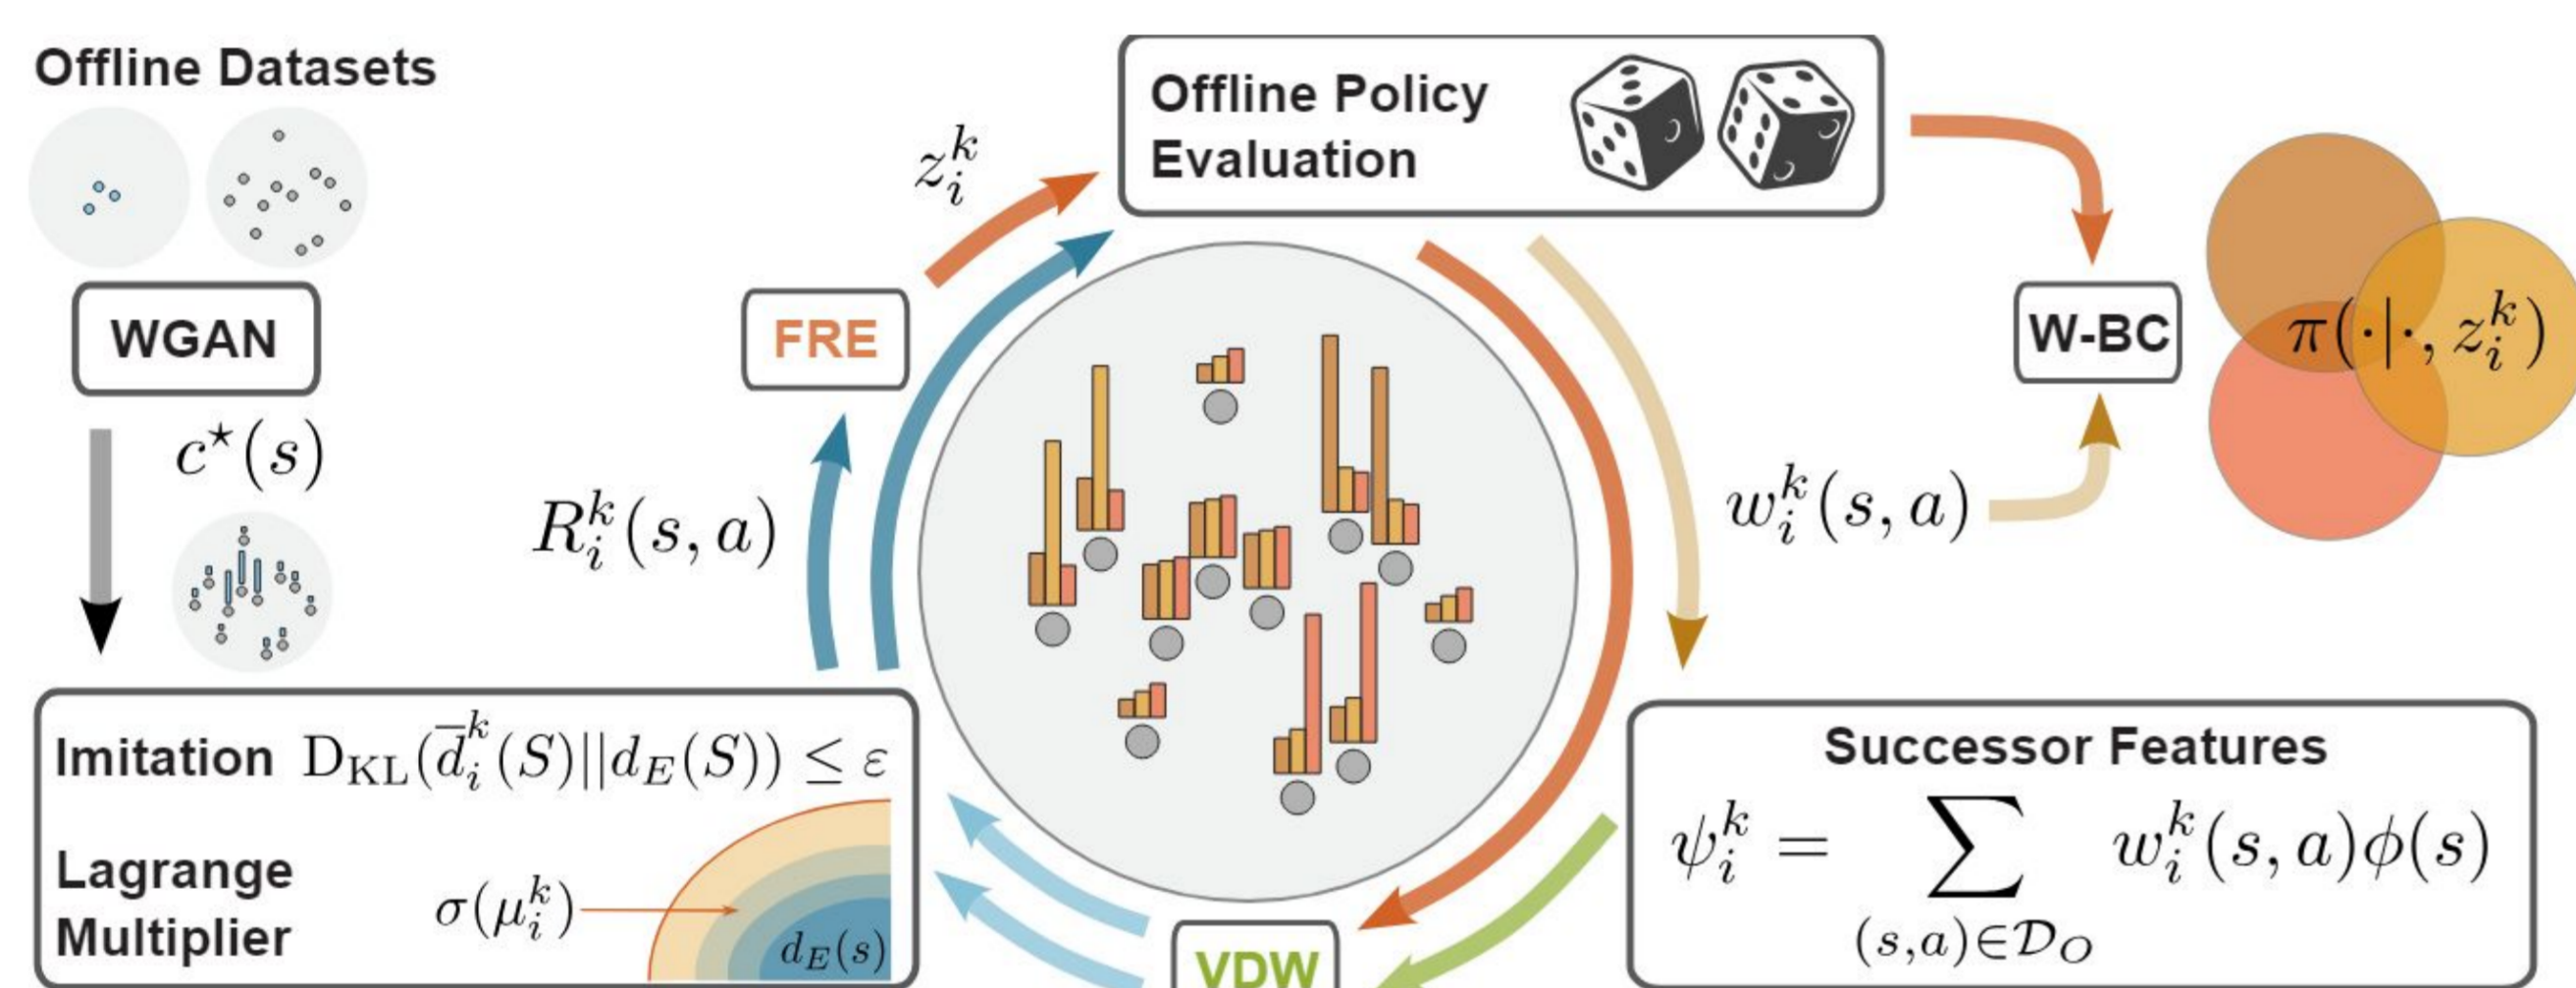 Offline Datasets
WGAN
c⋆(s)
Imitation D_KL(d̅_i^k(S)||d_E(S)) ≤ ε
Lagrange
Multiplier
σ(μ_i^k)
d_E(s)
R_i^k(s, a)
FRE
z_i^k
Offline Policy
Evaluation
W-BC
π(·|·, z_i^k)
w_i^k(s, a)
Successor Features
ψ_i^k = ∑ w_i^k(s, a)ϕ(s)
(s,a)∈𝒟_O
VDW